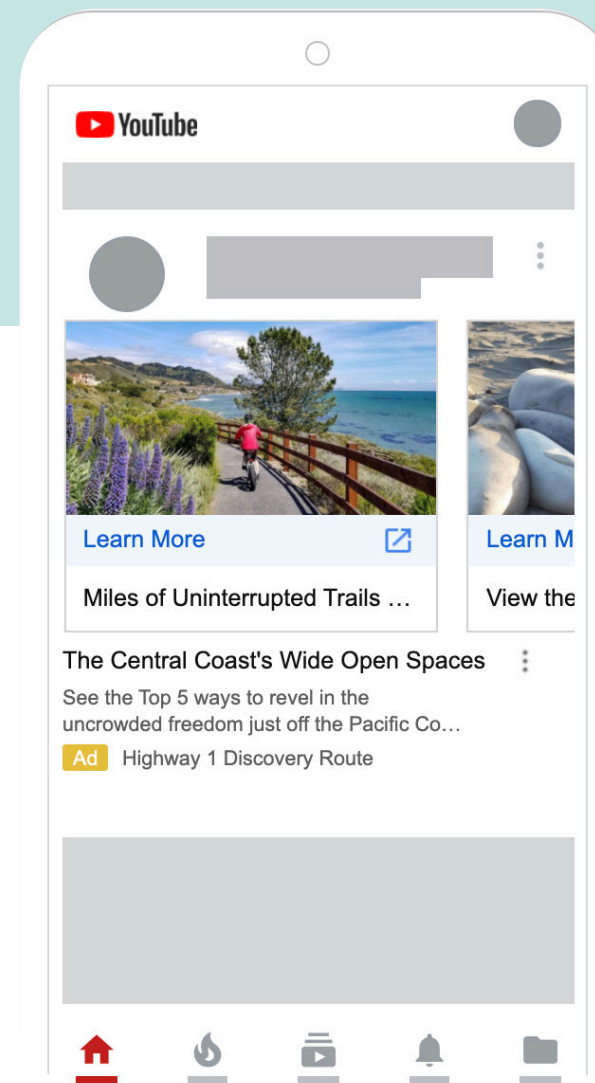 YouTube
Learn More
Learn M
Miles of Uninterrupted Trails …
View the
The Central Coast's Wide Open Spaces
See the Top 5 ways to revel in the
uncrowded freedom just off the Pacific Co…
Ad Highway 1 Discovery Route